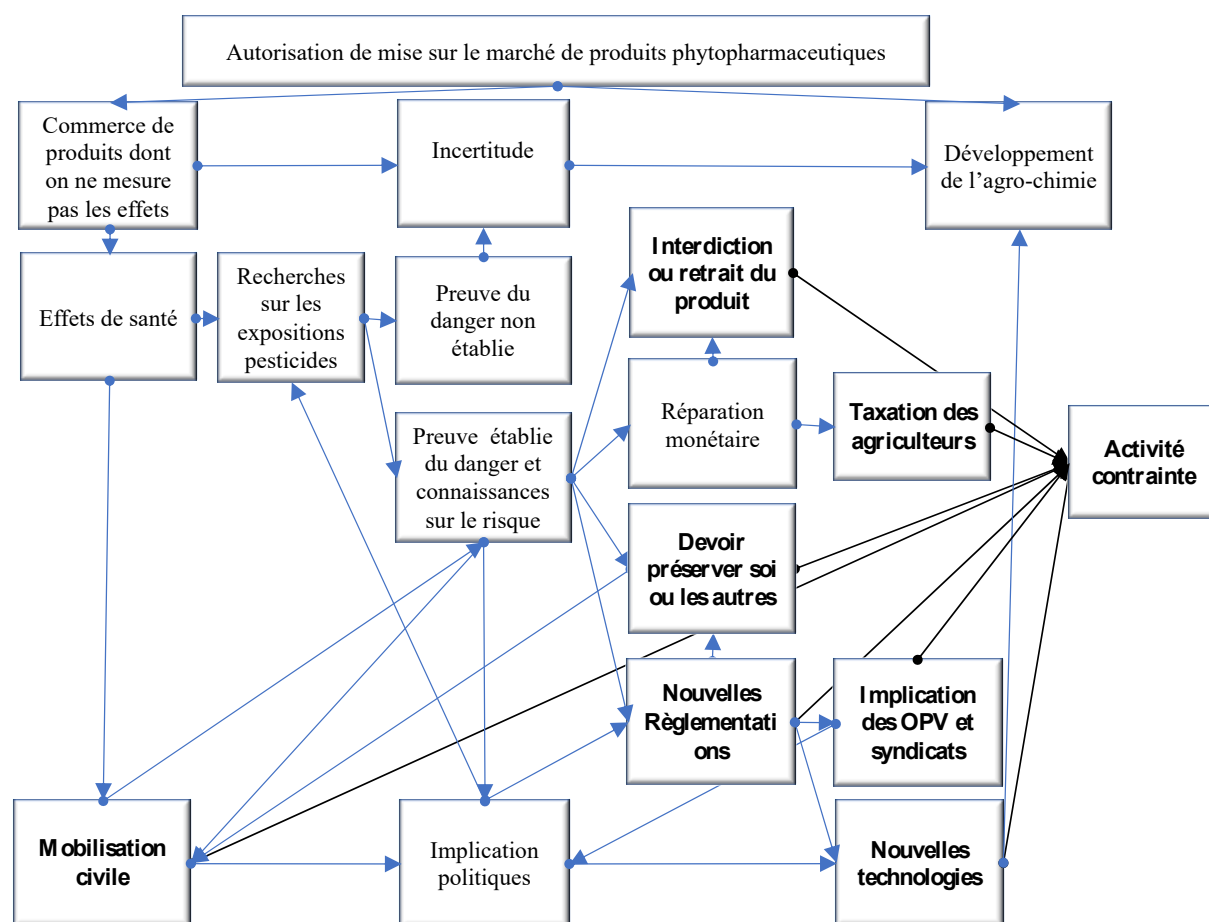 Autorisation de mise sur le marché de produits phytopharmaceutiques
Commerce de
produits dont
on ne mesure
pas les effets
Incertitude
Développement
de l’agro-chimie
Effets de santé
Recherches
sur les
expositions
pesticides
Preuve du
danger non
établie
Interdiction
ou retrait du
produit
Preuve établie
du danger et
connaissances
sur le risque
Réparation
monétaire
Taxation des
agriculteurs
Activité
contrainte
Devoir
préserver soi
ou les autres
Nouvelles
Règlementati
ons
Implication
des OPV et
syndicats
Mobilisation
civile
Implication
politiques
Nouvelles
technologies